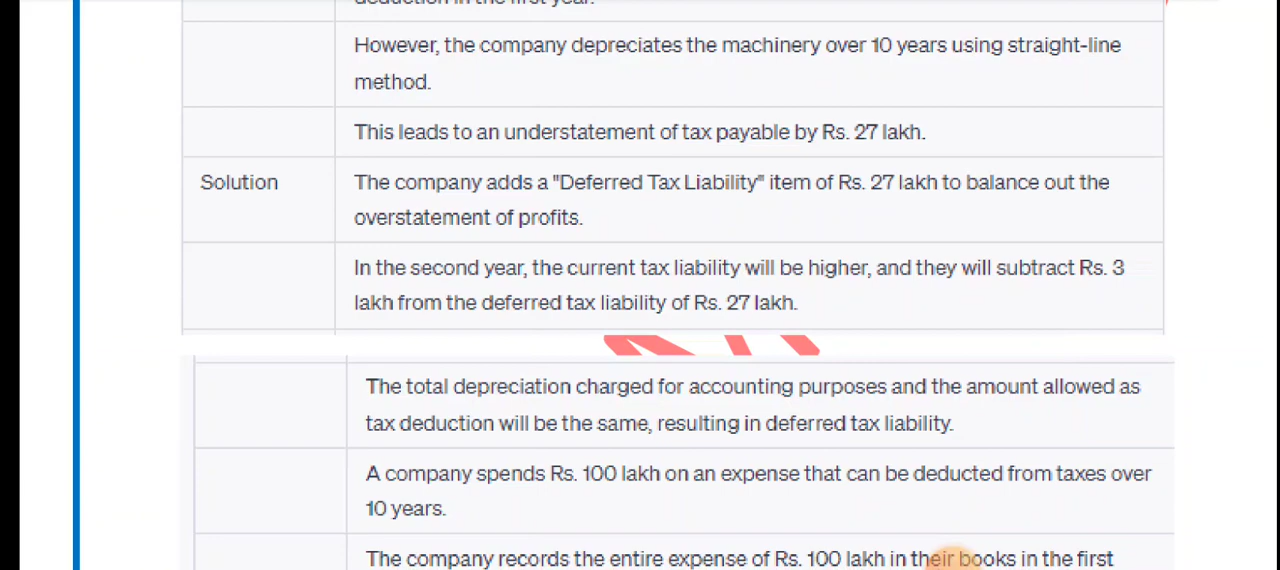 deduction in the first year.
However, the company depreciates the machinery over 10 years using straight-line
method.
This leads to an understatement of tax payable by Rs. 27 lakh.
Solution
The company adds a "Deferred Tax Liability" item of Rs. 27 lakh to balance out the
overstatement of profits.
In the second year, the current tax liability will be higher, and they will subtract Rs. 3
lakh from the deferred tax liability of Rs. 27 lakh.
The total depreciation charged for accounting purposes and the amount allowed as
tax deduction will be the same, resulting in deferred tax liability.
A company spends Rs. 100 lakh on an expense that can be deducted from taxes over
10 years.
The company records the entire expense of Rs. 100 lakh in their books in the first